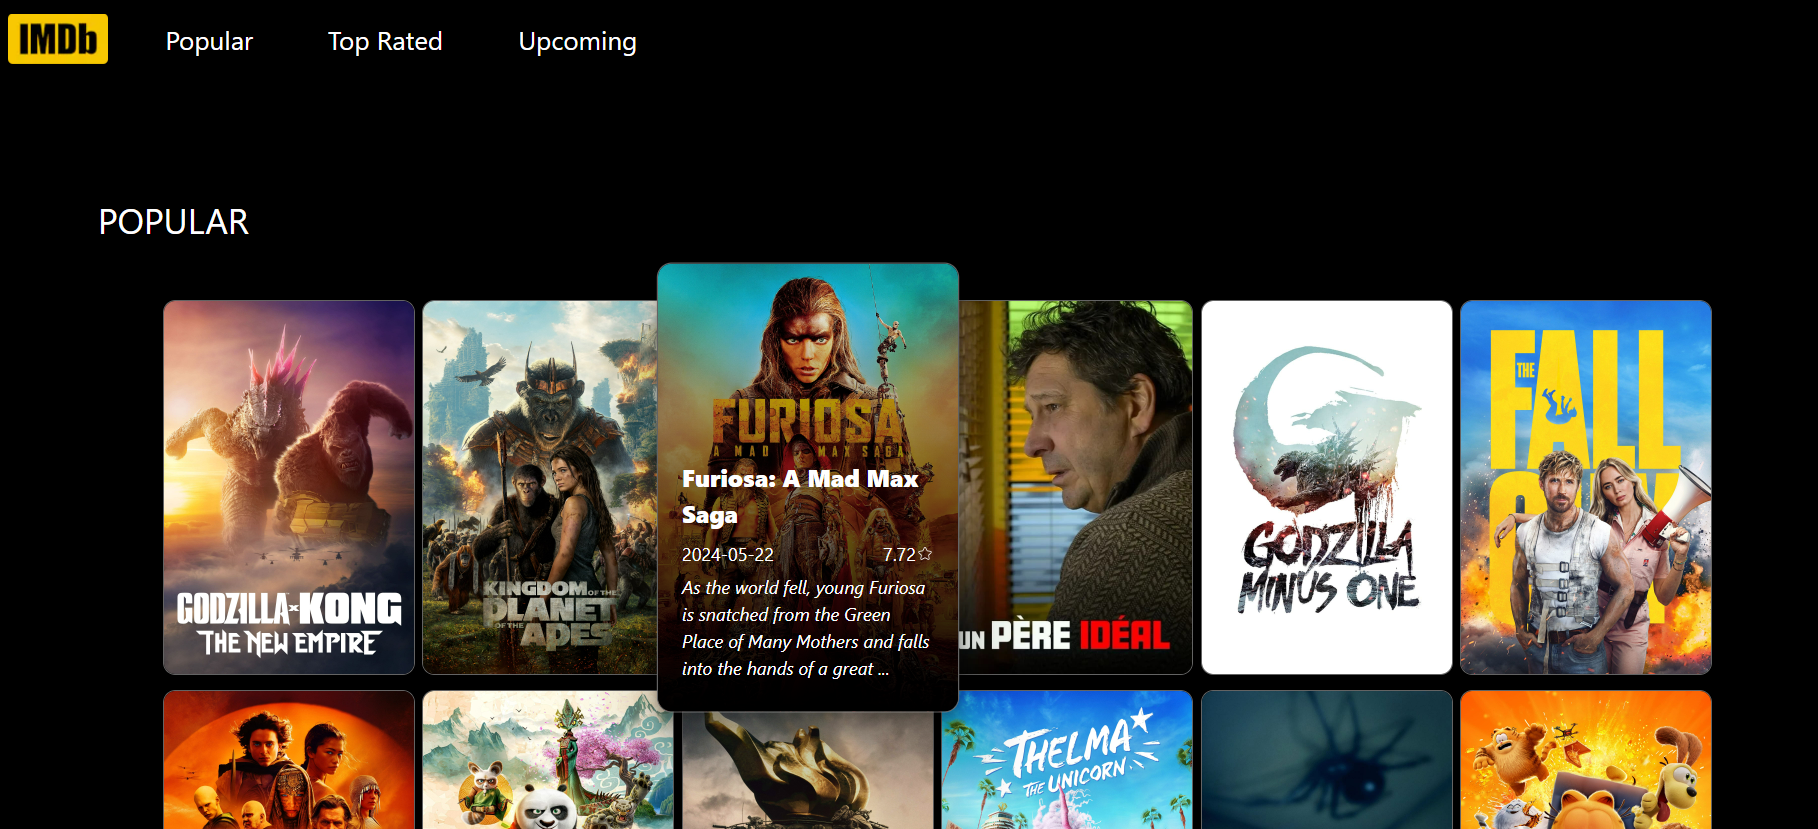 IMDb
Popular
Top Rated
Upcoming
POPULAR
GODZILLA x KONG
THE NEW EMPIRE
KINGDOM OF THE
PLANET
OF THE APES
FURIOSA
A MAD MAX SAGA
Furiosa: A Mad Max
Saga
2024-05-22
7.72
As the world fell, young Furiosa
is snatched from the Green
Place of Many Mothers and falls
into the hands of a great ...
UN PÈRE IDÉAL
GODZILLA
MINUS ONE
THE
FALL
GUY
THELMA
THE UNICORN